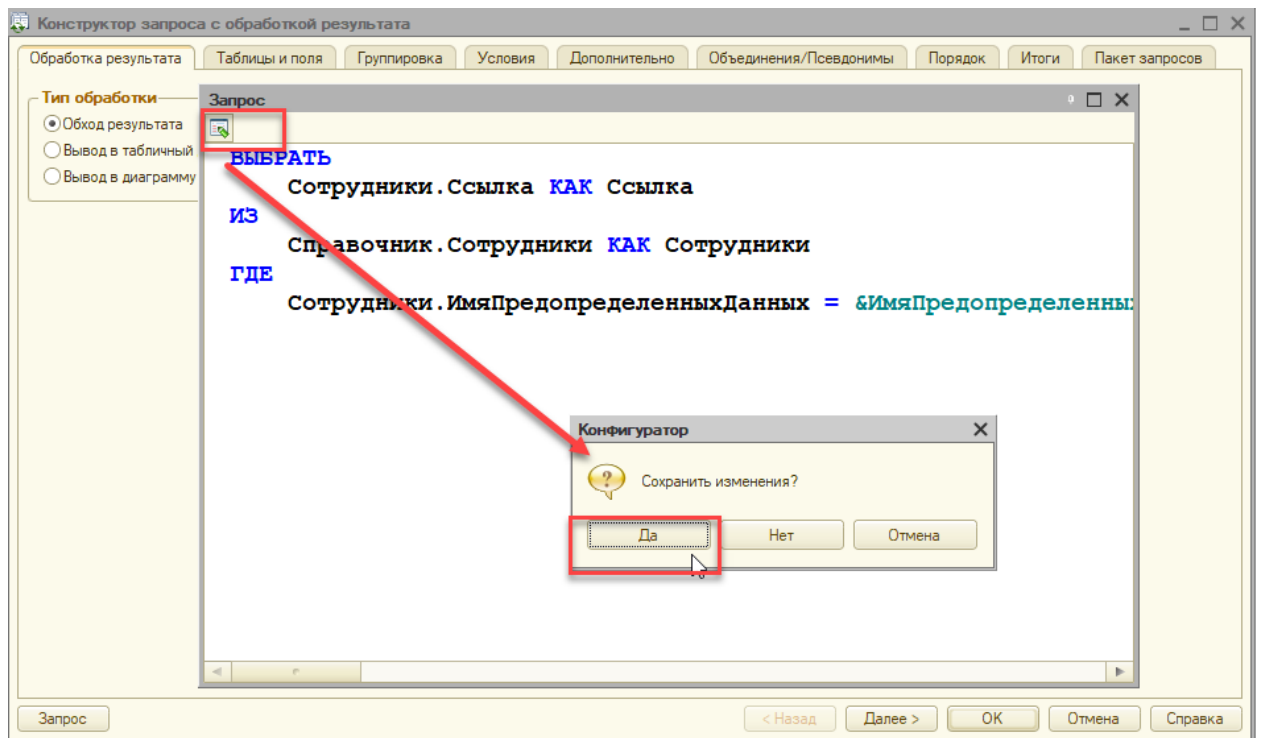 Конструктор запроса с обработкой результата
Обработка результата Таблицы и поля Группировка Условия Дополнительно Объединения/Псевдонимы Порядок Итоги Пакет запросов
Тип обработки
Обход результата
Вывод в табличный
Вывод в диаграмму
Запрос
ВЫБРАТЬ
Сотрудники.Ссылка КАК Ссылка
ИЗ
Справочник.Сотрудники КАК Сотрудники
ГДЕ
Сотрудники.ИмяПредопределенныхДанных = &ИмяПредопределенны
Конфигуратор
Сохранить изменения?
Да Нет Отмена
Запрос < Назад Далее > OK Отмена Справка